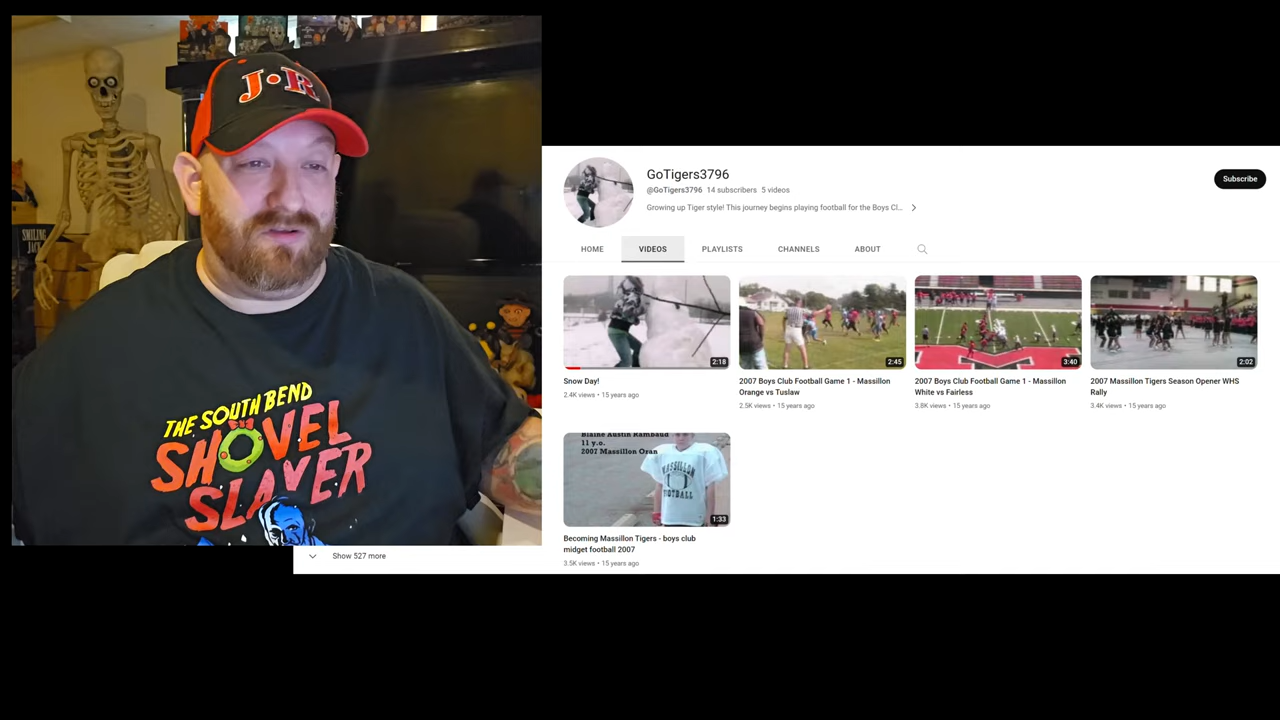 J•R
SMILING
JACK
THE SOUTH BEND
SHOVEL
SLAYER
GoTigers3796
@GoTigers3796 14 subscribers 5 videos
Growing up Tiger style! This journey begins playing football for the Boys Cl...
Subscribe
HOME VIDEOS PLAYLISTS CHANNELS ABOUT
2:18 2:45 3:40 2:02
Snow Day!
2.4K views • 15 years ago
2007 Boys Club Football Game 1 - Massillon
Orange vs Tuslaw
2.5K views • 15 years ago
2007 Boys Club Football Game 1 - Massillon
White vs Fairless
3.8K views • 15 years ago
2007 Massillon Tigers Season Opener WHS
Rally
3.4K views • 15 years ago
Blaine Austin Rambaud
11 y.o.
2007 Massillon Oran
MASSILLON
FOOTBALL
1:33
Becoming Massillon Tigers - boys club
midget football 2007
3.5K views • 15 years ago
Show 527 more